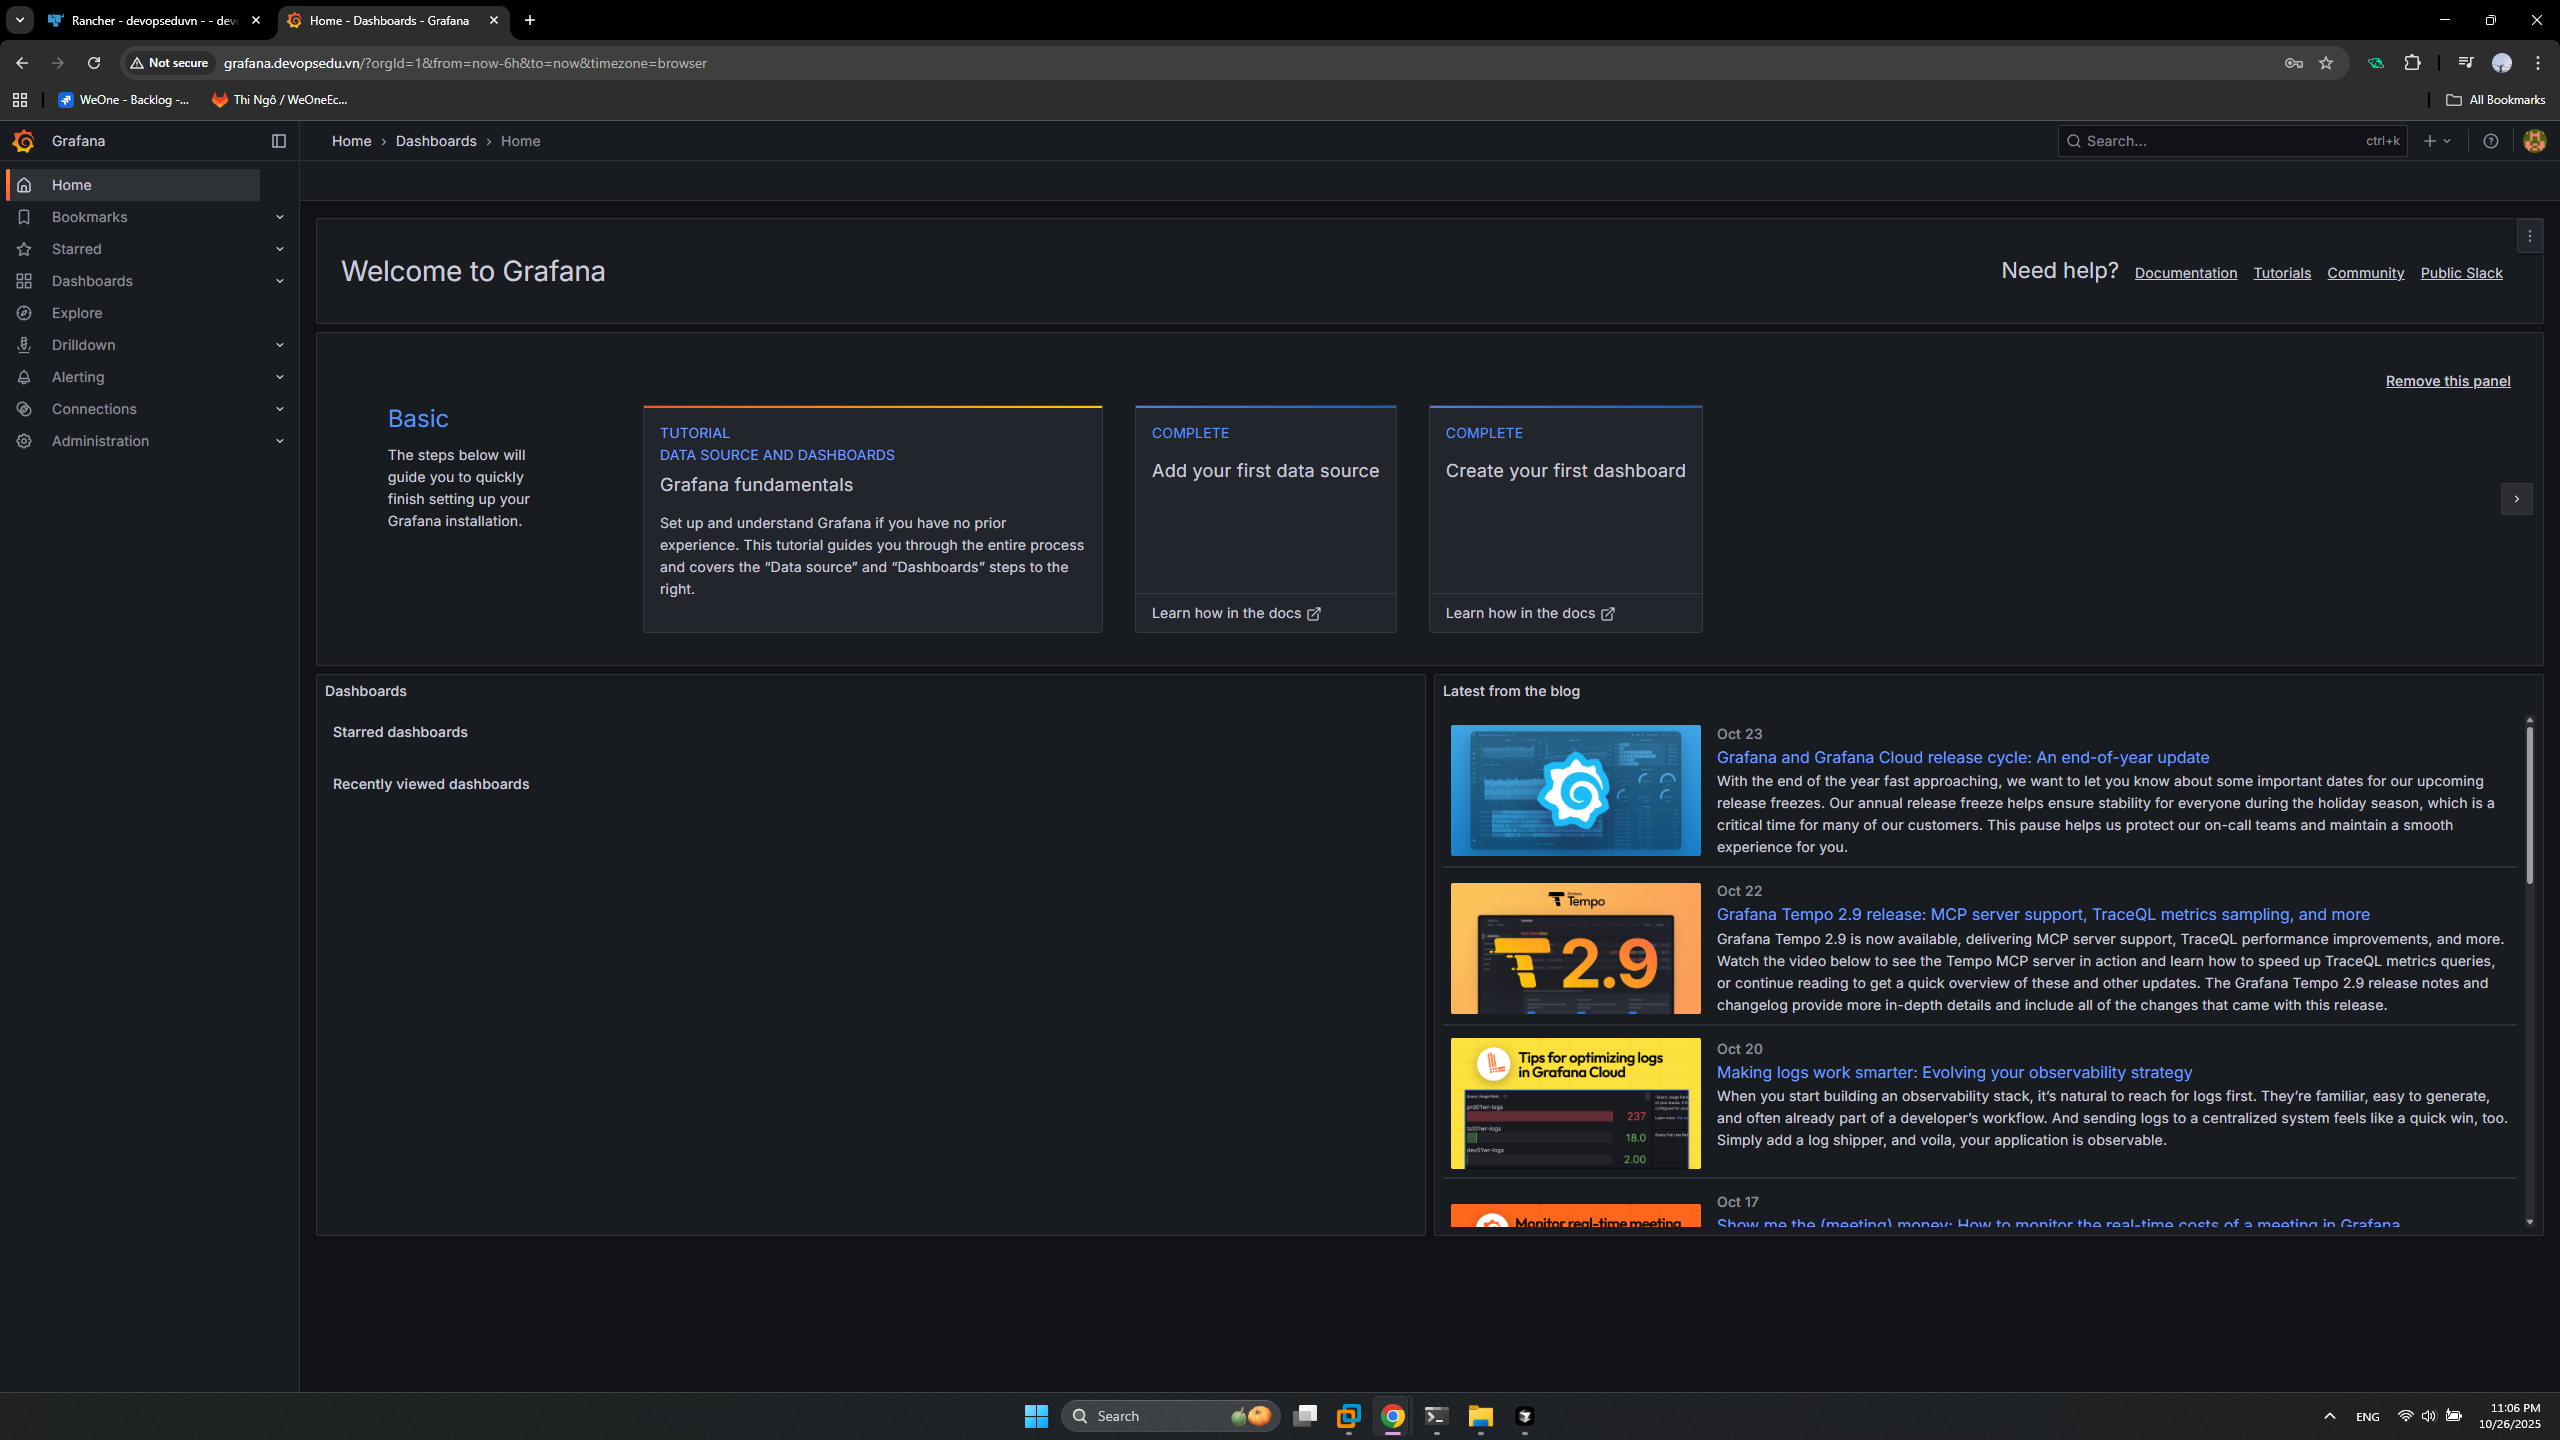 Rancher - devopseduvn - - dev
Home - Dashboards - Grafana
Not secure
grafana.devopsedu.vn/?orgId=1&from=now-6h&to=now&timezone=browser
WeOne - Backlog -...
Thi Ngô / WeOneEc...
All Bookmarks
Grafana
Home › Dashboards › Home
Search...
ctrl+k
Home
Bookmarks
Starred
Dashboards
Explore
Drilldown
Alerting
Connections
Administration
Welcome to Grafana
Need help?
Documentation
Tutorials
Community
Public Slack
Remove this panel
Basic
The steps below will
guide you to quickly
finish setting up your
Grafana installation.
TUTORIAL
DATA SOURCE AND DASHBOARDS
Grafana fundamentals
Set up and understand Grafana if you have no prior
experience. This tutorial guides you through the entire process
and covers the “Data source” and “Dashboards” steps to the
right.
COMPLETE
Add your first data source
Learn how in the docs
COMPLETE
Create your first dashboard
Learn how in the docs
Dashboards
Starred dashboards
Recently viewed dashboards
Latest from the blog
Oct 23
Grafana and Grafana Cloud release cycle: An end-of-year update
With the end of the year fast approaching, we want to let you know about some important dates for our upcoming
release freezes. Our annual release freeze helps ensure stability for everyone during the holiday season, which is a
critical time for many of our customers. This pause helps us protect our on-call teams and maintain a smooth
experience for you.
Grafana
Tempo
2.9
Oct 22
Grafana Tempo 2.9 release: MCP server support, TraceQL metrics sampling, and more
Grafana Tempo 2.9 is now available, delivering MCP server support, TraceQL performance improvements, and more.
Watch the video below to see the Tempo MCP server in action and learn how to speed up TraceQL metrics queries,
or continue reading to get a quick overview of these and other updates. The Grafana Tempo 2.9 release notes and
changelog provide more in-depth details and include all of the changes that came with this release.
Tips for optimizing logs
in Grafana Cloud
prd01wr-logs
237
tst01wr-logs
18.0
dev01wr-logs
2.00
Oct 20
Making logs work smarter: Evolving your observability strategy
When you start building an observability stack, it’s natural to reach for logs first. They’re familiar, easy to generate,
and often already part of a developer’s workflow. And sending logs to a centralized system feels like a quick win, too.
Simply add a log shipper, and voila, your application is observable.
Monitor real-time meeting
Oct 17
Show me the (meeting) money: How to monitor the real-time costs of a meeting in Grafana
Search
ENG
11:06 PM
10/26/2025